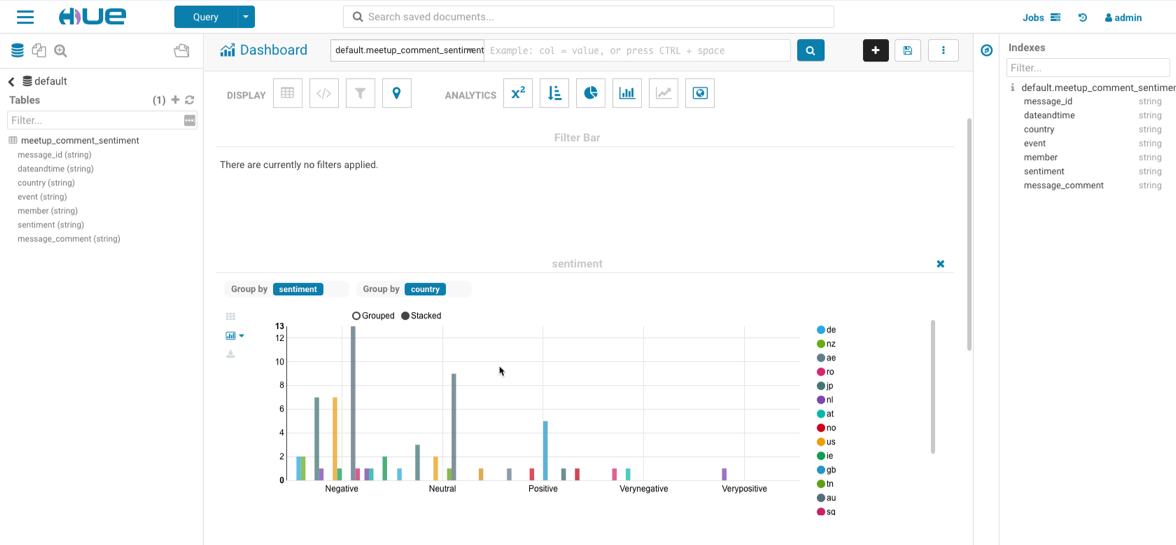 HUE
Query
Search saved documents...
Jobs
admin
default
Tables
(1)
Filter...
meetup_comment_sentiment
message_id (string)
dateandtime (string)
country (string)
event (string)
member (string)
sentiment (string)
message_comment (string)
Dashboard
default.meetup_comment_sentiment
Example: col = value, or press CTRL + space
DISPLAY
ANALYTICS
x²
Filter Bar
There are currently no filters applied.
sentiment
Group by sentiment
Group by country
Grouped Stacked
13
12
10
8
6
4
2
0
Negative Neutral Positive Verynegative Verypositive
de
nz
ae
ro
jp
nl
at
no
us
ie
gb
tn
au
sg
Indexes
Filter...
default.meetup_comment_sentimer
message_id string
dateandtime string
country string
event string
member string
sentiment string
message_comment string